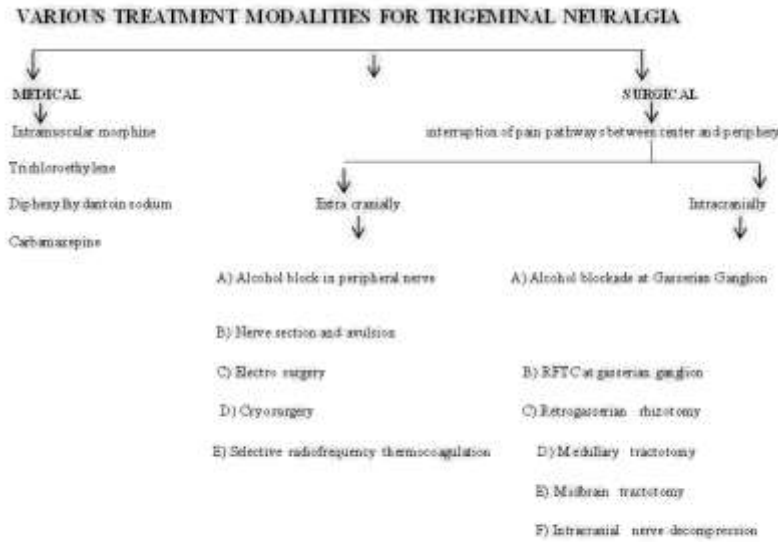 VARIOUS TREATMENT MODALITIES FOR TRIGEMINAL NEURALGIA
MEDICAL
Intramuscular morphine
Trichloroethylene
Diphenylhydantoin sodium
Carbamazepine
SURGICAL
interruption of pain pathways between center and periphery
Extra cranially
A) Alcohol block in peripheral nerve
B) Nerve section and avulsion
C) Electro surgery
D) Cryosurgery
E) Selective radiofrequency thermocoagulation
Intracranially
A) Alcohol blockade at Gasserian Ganglion
B) RFTC at gasserian ganglion
C) Retrogasserian rhizotomy
D) Medullary tractotomy
E) Midbrain tractotomy
F) Intracranial nerve decompression